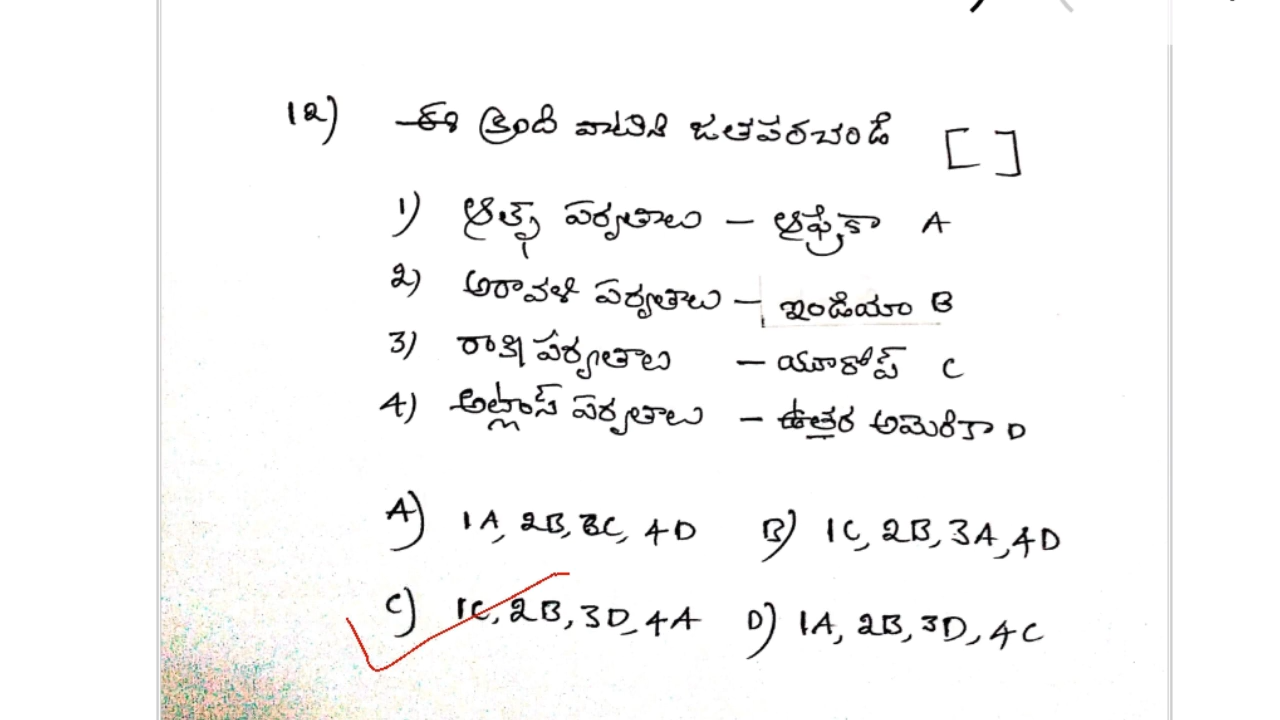 12) ఈ క్రింది వాటిని జతపరచండి [ ]
1) ఆల్ప్స్ పర్వతాలు - ఆఫ్రికా A
2) అరావళి పర్వతాలు - ఇండియా B
3) రాకీ పర్వతాలు - యూరోప్ C
4) అట్లాస్ పర్వతాలు - ఉత్తర అమెరికా D
A) 1A, 2B, 3C, 4D B) 1C, 2B, 3A, 4D
C) 1C, 2B, 3D, 4A D) 1A, 2B, 3D, 4C